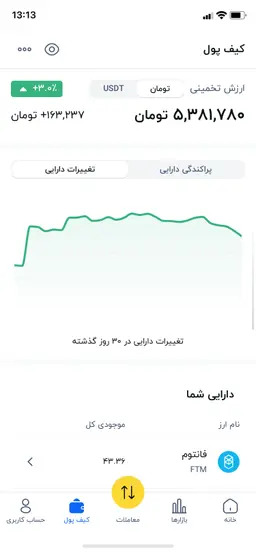 13:13
کیف پول
ارزش تخمینی
تومان
USDT
+۳.۰٪
۵,۳۸۱,۷۸۰ تومان
+۱۶۳,۲۳۷ تومان
پراکندگی دارایی
تغییرات دارایی
تغییرات دارایی در ۳۰ روز گذشته
دارایی شما
نام ارز
موجودی کل
فانتوم
FTM
۴۳.۳۶
خانه
بازارها
معاملات
کیف پول
حساب کاربری